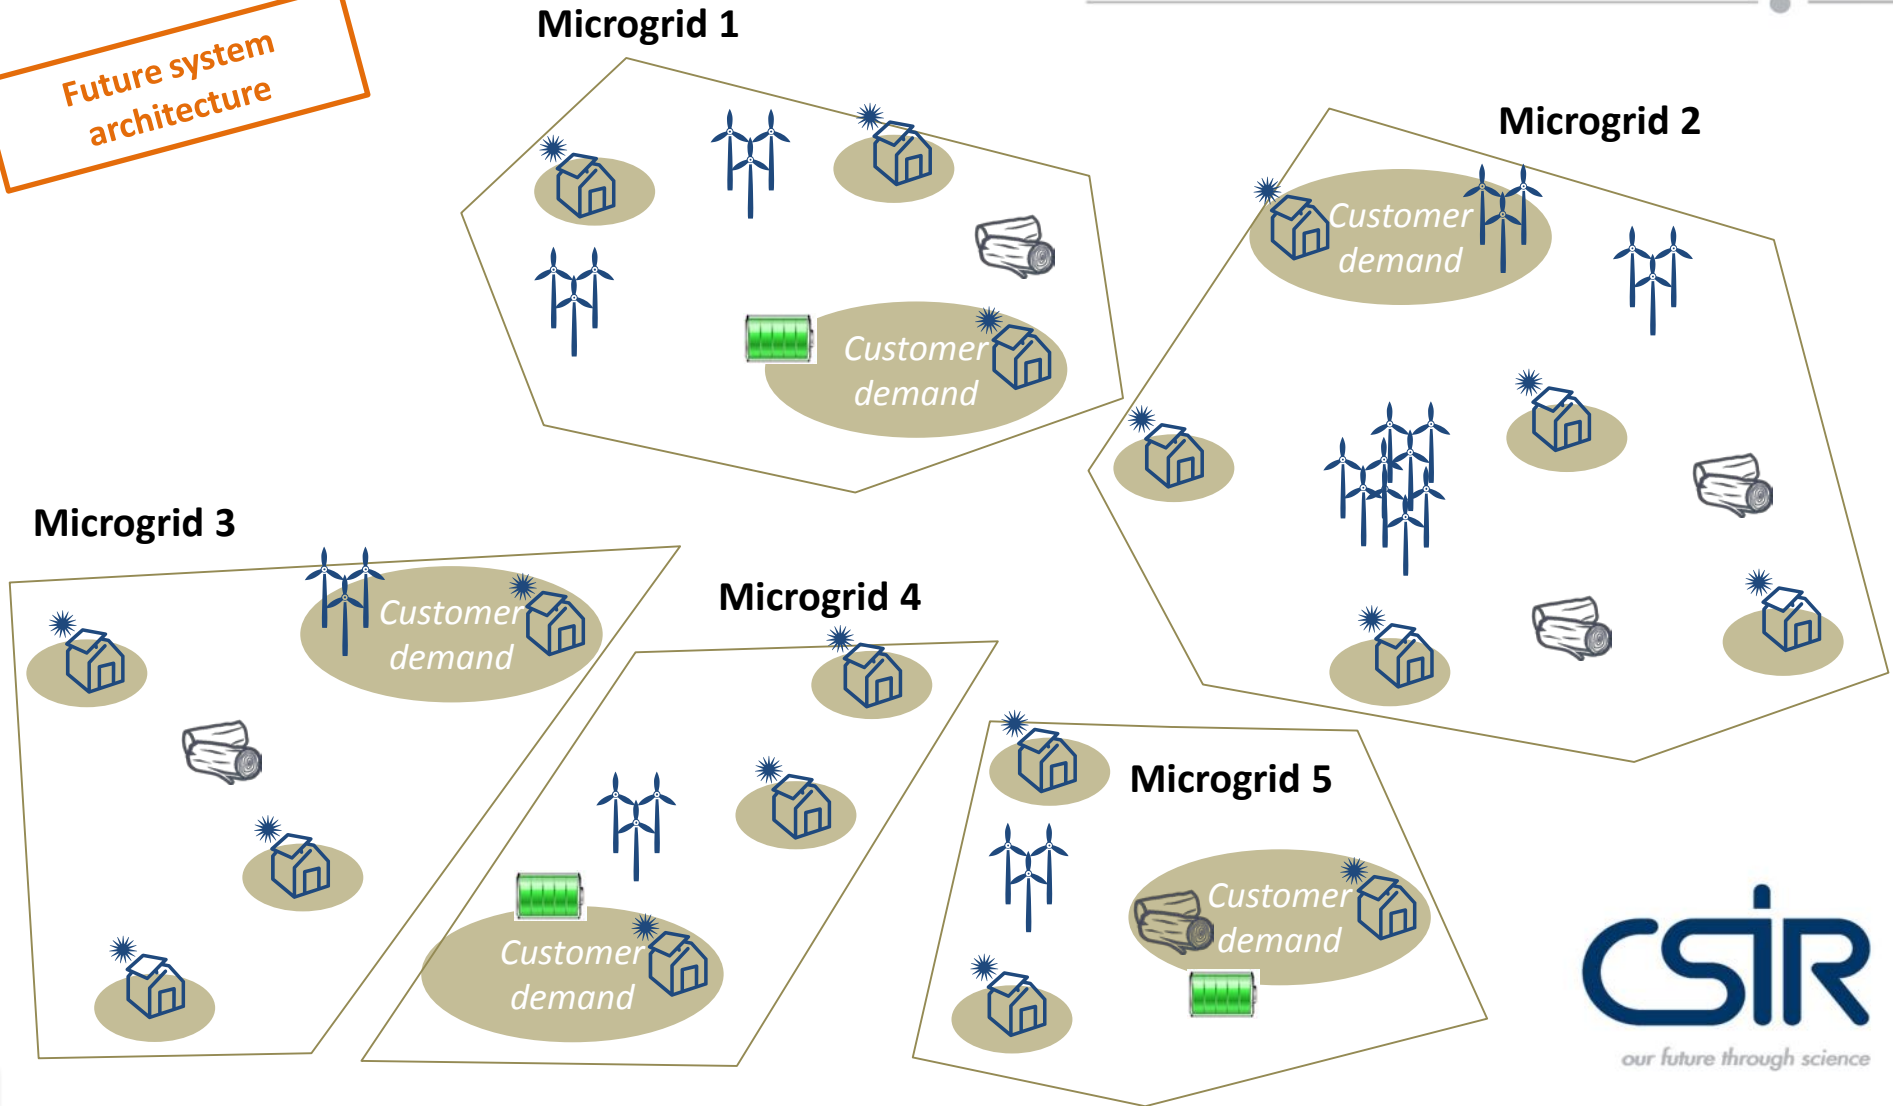 Future system
architecture
Microgrid 1
Microgrid 2
Customer
demand
Customer
demand
Microgrid 3
Microgrid 4
Customer
demand
Microgrid 5
Customer
demand
Customer
demand
CSIR
our future through science